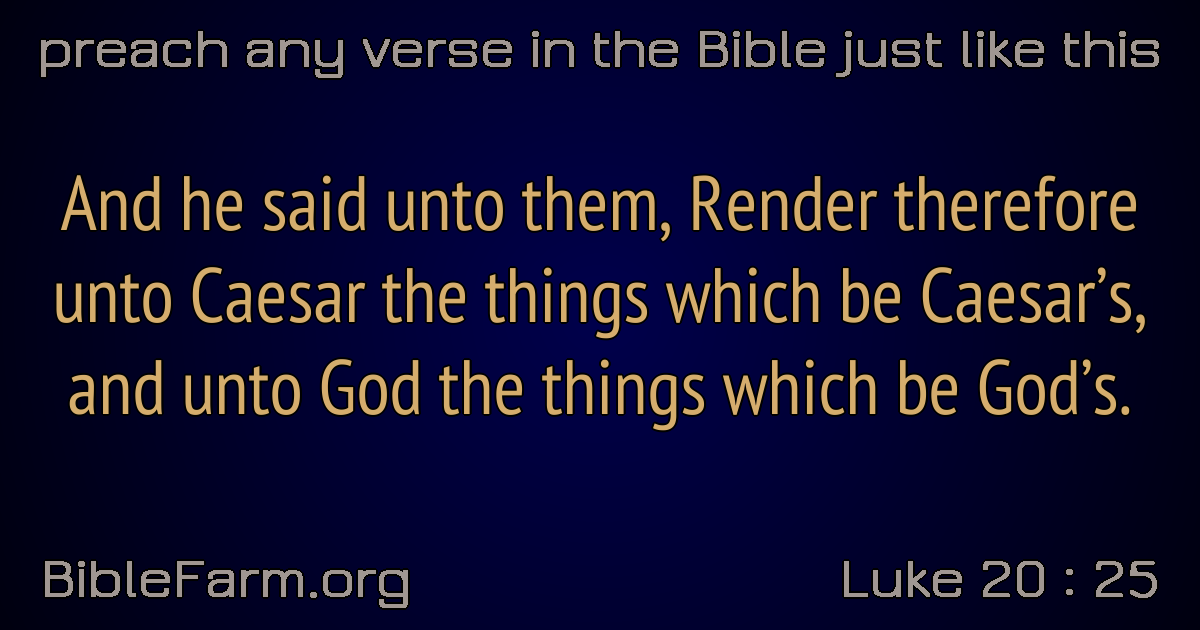 preach any verse in the Bible just like this
And he said unto them, Render therefore
unto Caesar the things which be Caesar’s,
and unto God the things which be God’s.
BibleFarm.org
Luke 20 : 25